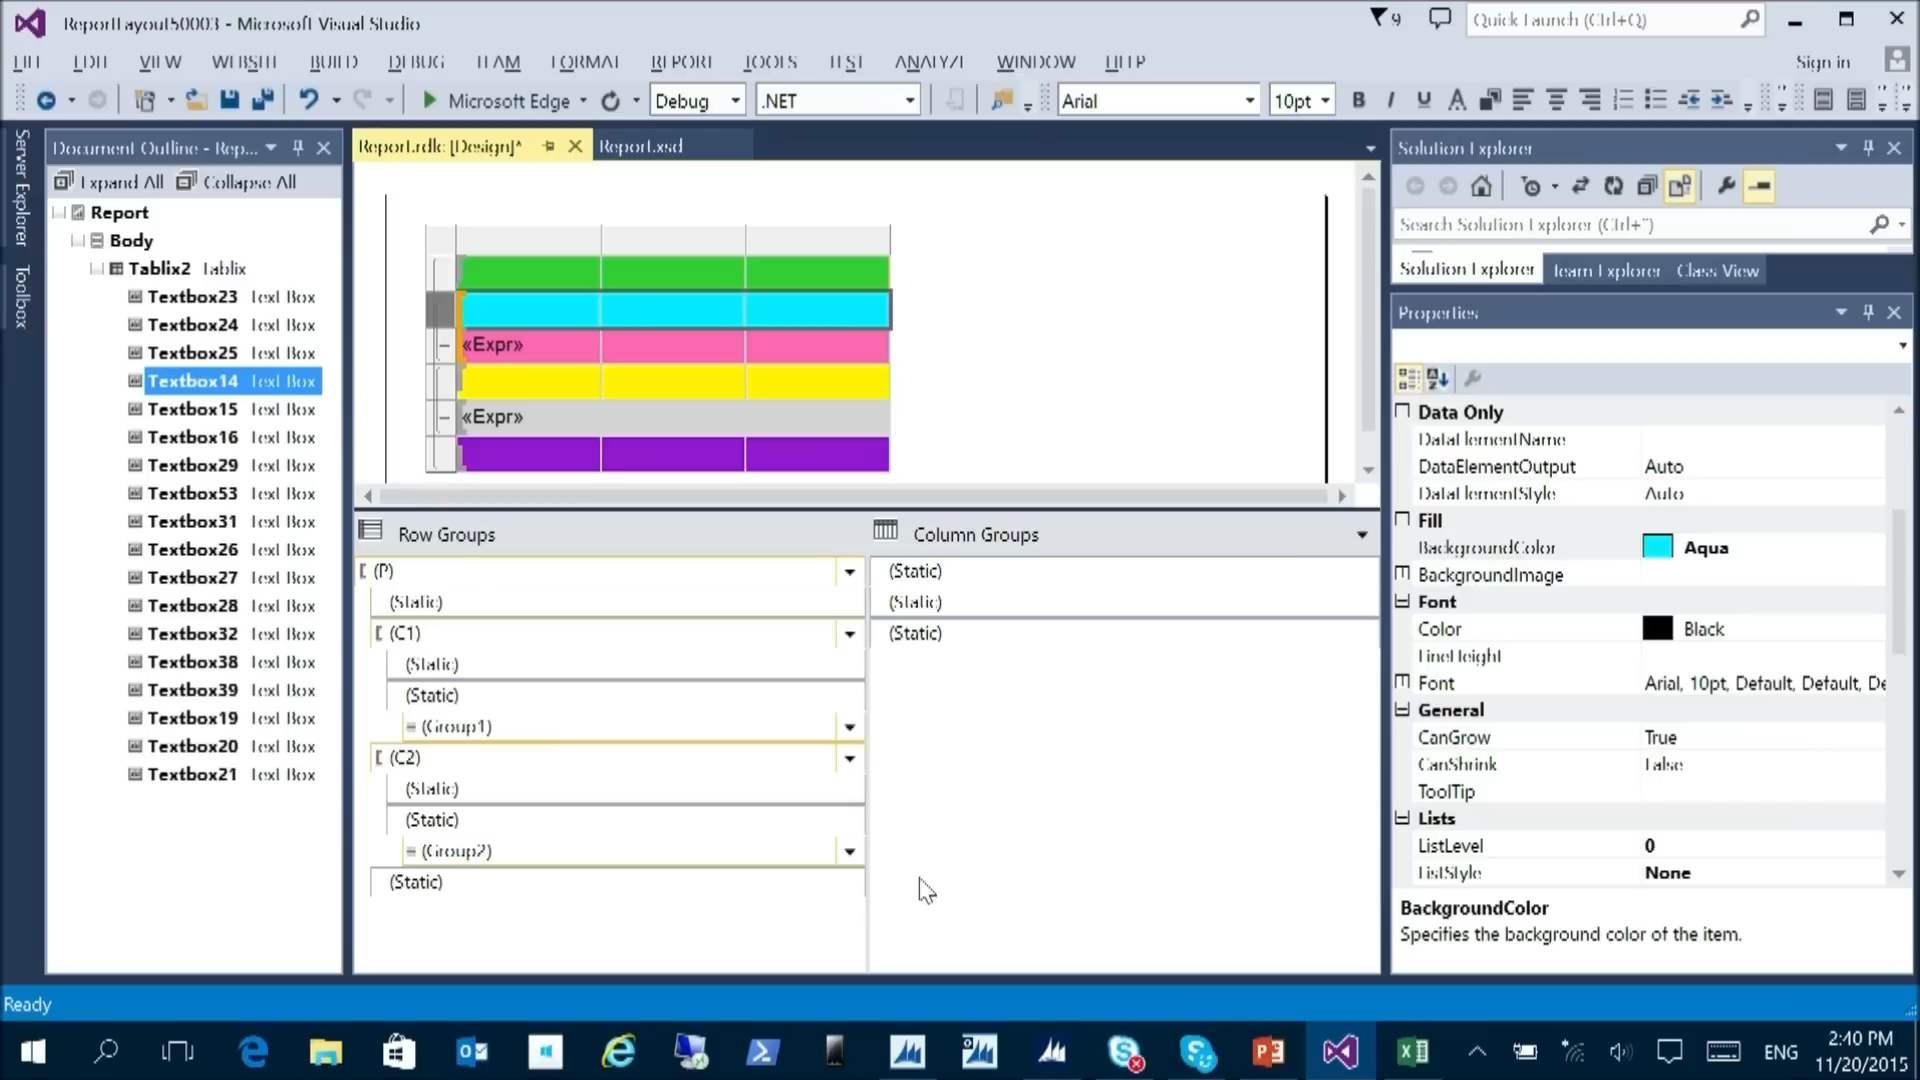 ReportLayout50003 - Microsoft Visual Studio
9
Quick Launch (Ctrl+Q)
FILE EDIT VIEW WEBSITE BUILD DEBUG TEAM FORMAT REPORT TOOLS TEST ANALYZE WINDOW HELP
Sign in
Microsoft Edge
Debug
.NET
Arial
10pt
B I U A
Server Explorer
Toolbox
Document Outline - Rep...
Expand All Collapse All
Report
Body
Tablix2 Tablix
Textbox23 Text Box
Textbox24 Text Box
Textbox25 Text Box
Textbox14 Text Box
Textbox15 Text Box
Textbox16 Text Box
Textbox29 Text Box
Textbox53 Text Box
Textbox31 Text Box
Textbox26 Text Box
Textbox27 Text Box
Textbox28 Text Box
Textbox32 Text Box
Textbox38 Text Box
Textbox39 Text Box
Textbox19 Text Box
Textbox20 Text Box
Textbox21 Text Box
Report.rdlc [Design]*
Report.xsd
«Expr»
«Expr»
Row Groups
(P)
(Static)
(C1)
(Static)
(Static)
(Group1)
(C2)
(Static)
(Static)
(Group2)
(Static)
Column Groups
(Static)
(Static)
(Static)
Solution Explorer
Search Solution Explorer (Ctrl+")
Solution Explorer Team Explorer Class View
Properties
Data Only
DataElementName
DataElementOutput Auto
DataElementStyle Auto
Fill
BackgroundColor Aqua
BackgroundImage
Font
Color Black
LineHeight
Font Arial, 10pt, Default, Default, De
General
CanGrow True
CanShrink False
ToolTip
Lists
ListLevel 0
ListStyle None
BackgroundColor
Specifies the background color of the item.
Ready
ENG
2:40 PM
11/20/2015